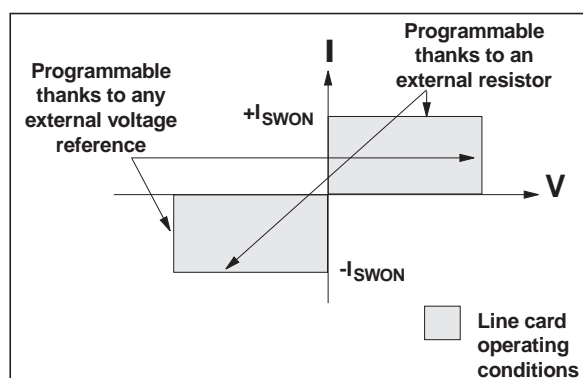 Programmable
thanks to any
external voltage
reference
Programmable
thanks to an
external resistor
I
+ISWON
V
-ISWON
Line card
operating
conditions